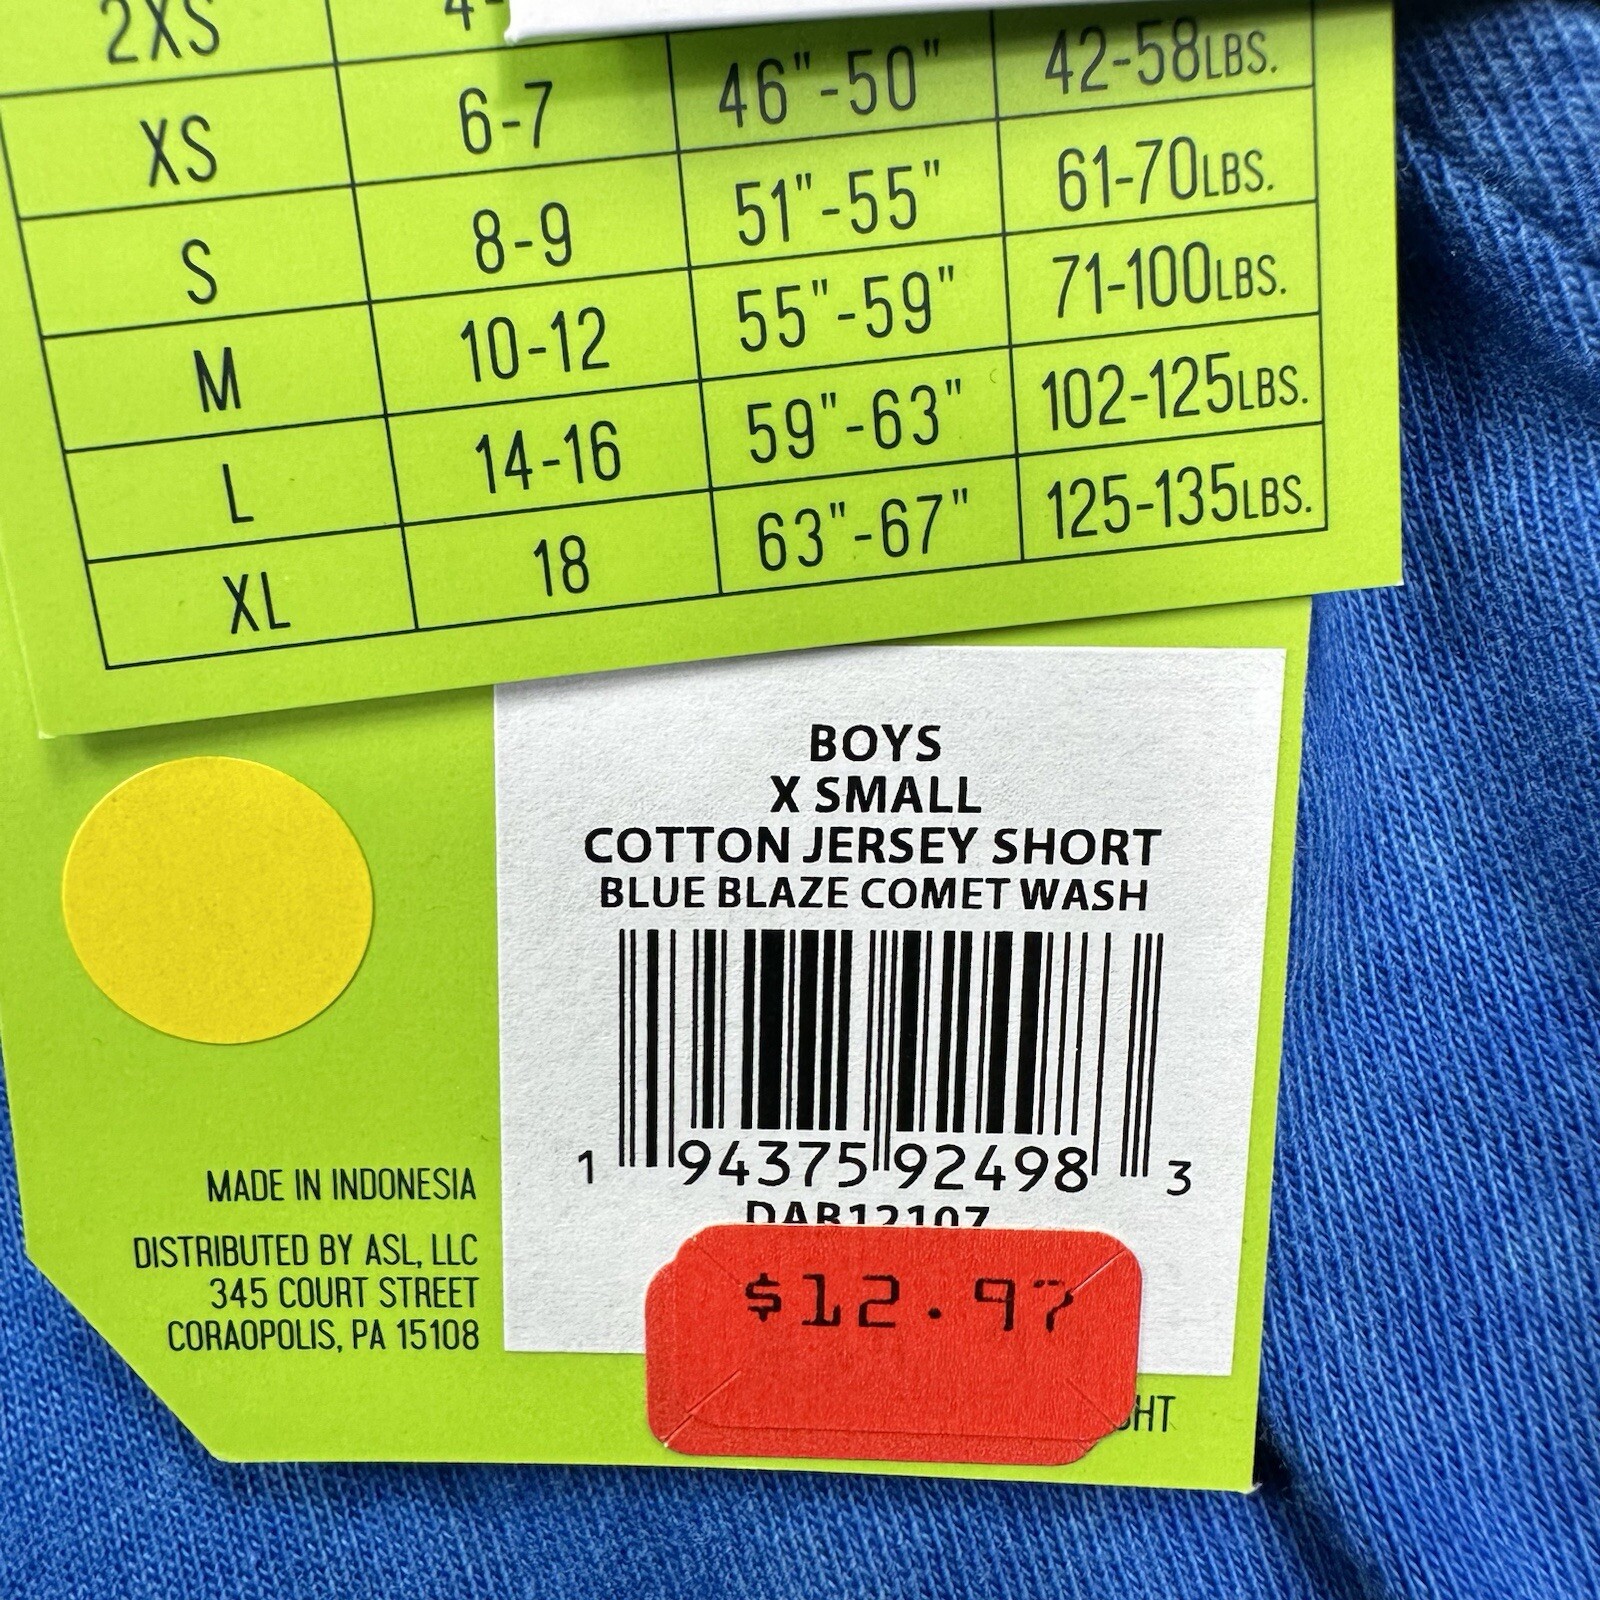 2XS 4-
XS 6-7 46"-50" 42-58LBS.
S 8-9 51"-55" 61-70LBS.
M 10-12 55"-59" 71-100LBS.
L 14-16 59"-63" 102-125LBS.
XL 18 63"-67" 125-135LBS.
BOYS
X SMALL
COTTON JERSEY SHORT
BLUE BLAZE COMET WASH
1 94375 92498 3
DAB12107
$12.97
MADE IN INDONESIA
DISTRIBUTED BY ASL, LLC
345 COURT STREET
CORAOPOLIS, PA 15108